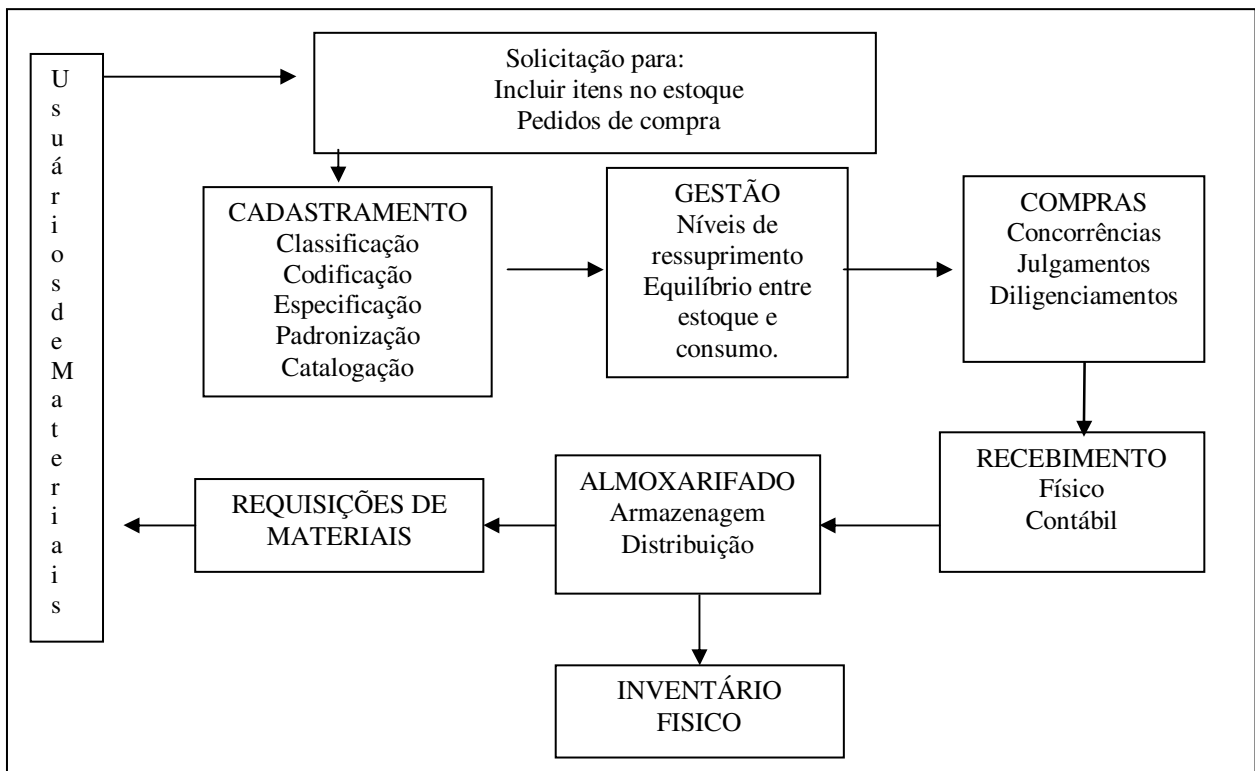 Usuários de Materiais
Solicitação para:
Incluir itens no estoque
Pedidos de compra
CADASTRAMENTO
Classificação
Codificação
Especificação
Padronização
Catalogação
GESTÃO
Níveis de
ressuprimento
Equilíbrio entre
estoque e
consumo.
COMPRAS
Concorrências
Julgamentos
Diligenciamentos
RECEBIMENTO
Físico
Contábil
ALMOXARIFADO
Armazenagem
Distribuição
REQUISIÇÕES DE
MATERIAIS
INVENTÁRIO
FISICO